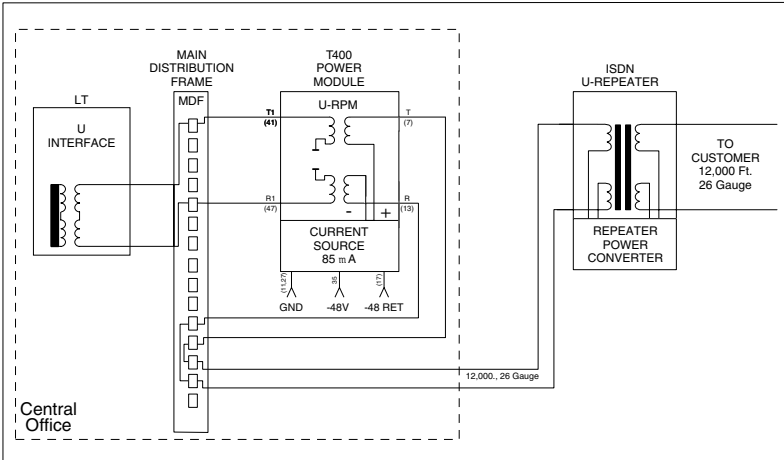 MAIN
DISTRIBUTION
FRAME
MDF
T400
POWER
MODULE
U-RPM
ISDN
U-REPEATER
LT
U
INTERFACE
T1
(41)
T
(7)
R1
(47)
R
(13)
- +
CURRENT
SOURCE
85 m A
(11,27)
35
(17)
GND
-48V
-48 RET
TO
CUSTOMER
12,000 Ft.
26 Gauge
REPEATER
POWER
CONVERTER
12,000., 26 Gauge
Central
Office